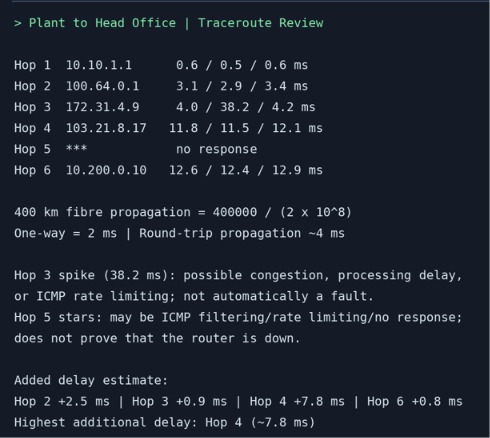 > Plant to Head Office | Traceroute Review
Hop 1  10.10.1.1      0.6 / 0.5 / 0.6 ms
Hop 2  100.64.0.1     3.1 / 2.9 / 3.4 ms
Hop 3  172.31.4.9     4.0 / 38.2 / 4.2 ms
Hop 4  103.21.8.17   11.8 / 11.5 / 12.1 ms
Hop 5  ***            no response
Hop 6  10.200.0.10   12.6 / 12.4 / 12.9 ms
400 km fibre propagation = 400000 / (2 x 10^8)
One-way = 2 ms | Round-trip propagation ~4 ms
Hop 3 spike (38.2 ms): possible congestion, processing delay,
or ICMP rate limiting; not automatically a fault.
Hop 5 stars: may be ICMP filtering/rate limiting/no response;
does not prove that the router is down.
Added delay estimate:
Hop 2 +2.5 ms | Hop 3 +0.9 ms | Hop 4 +7.8 ms | Hop 6 +0.8 ms
Highest additional delay: Hop 4 (~7.8 ms)